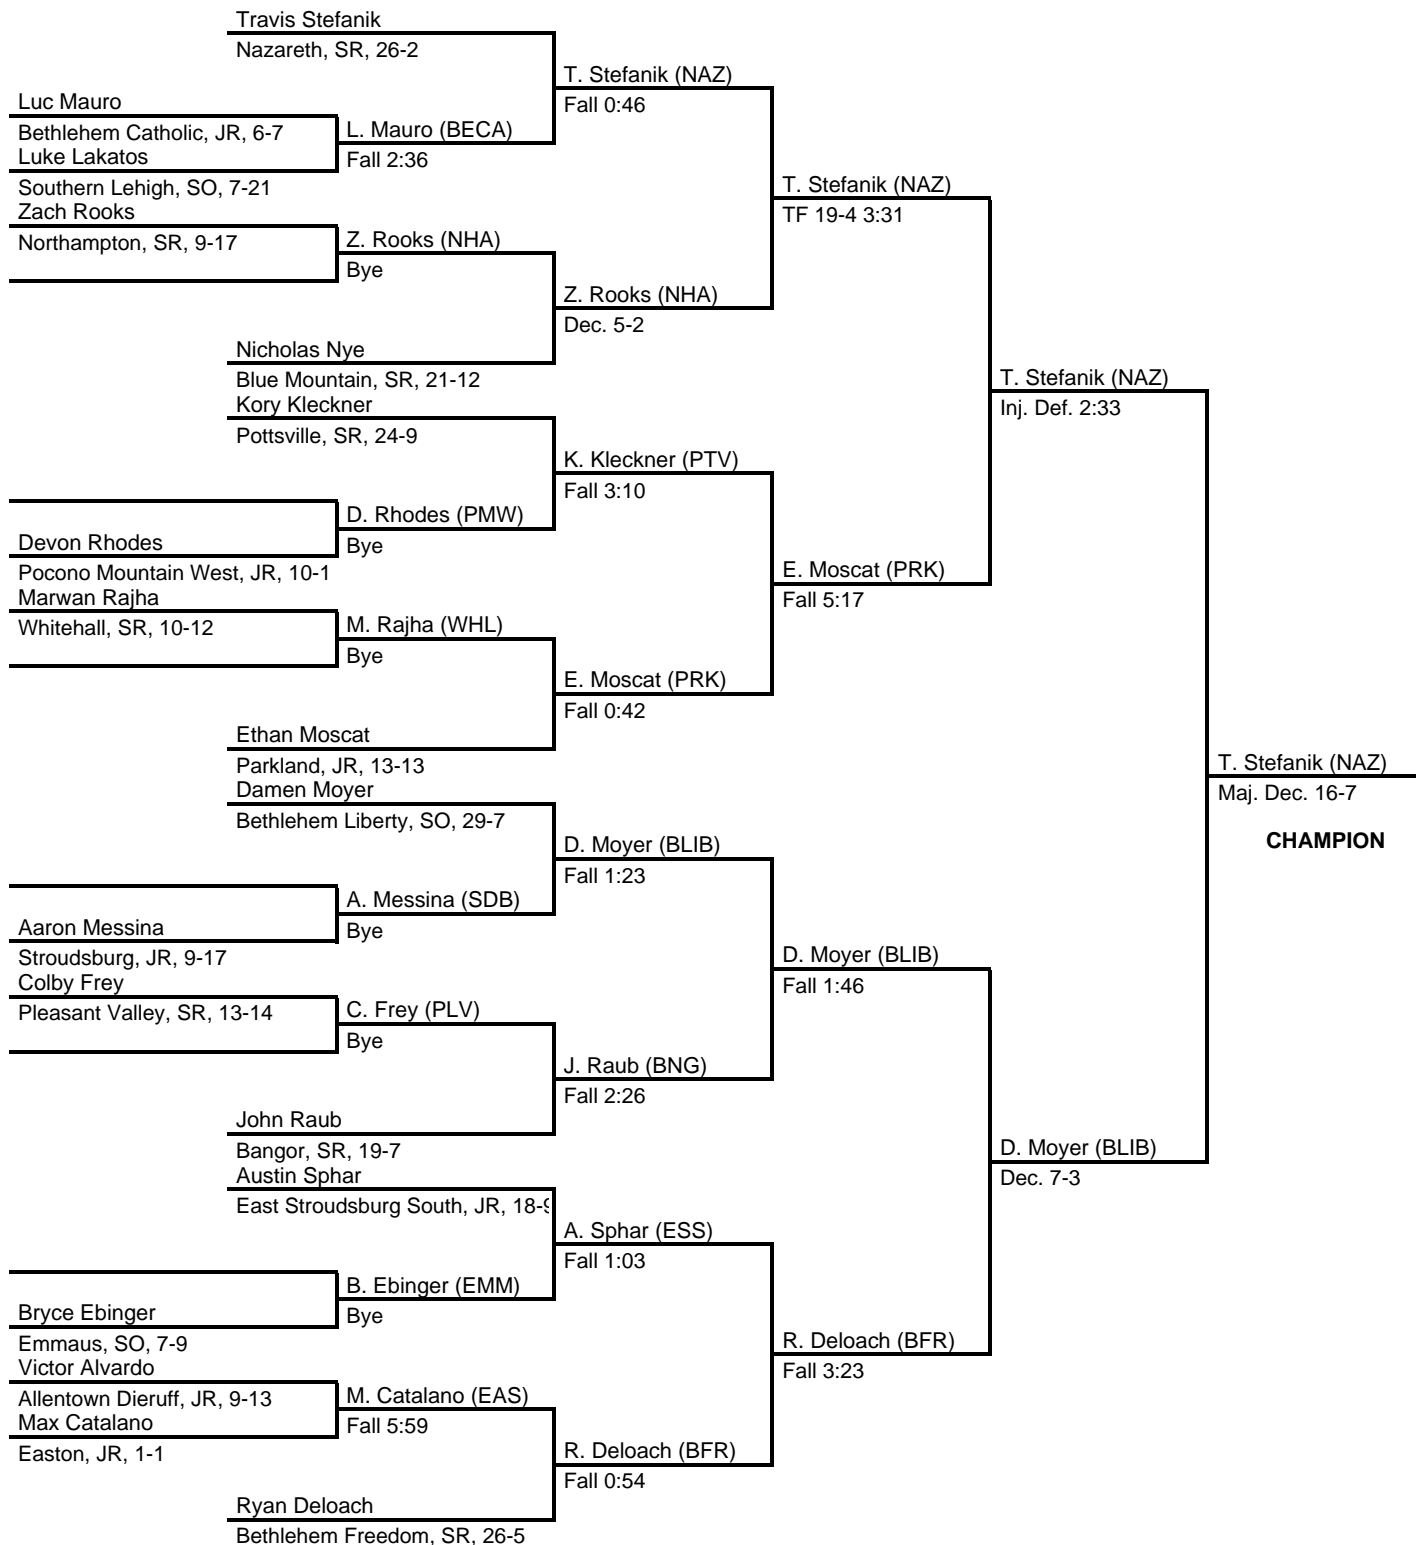 Travis Stefanik
Nazareth, SR, 26-2
T. Stefanik (NAZ)
Fall 0:46
Luc Mauro
Bethlehem Catholic, JR, 6-7
L. Mauro (BECA)
Fall 2:36
Luke Lakatos
Southern Lehigh, SO, 7-21
T. Stefanik (NAZ)
TF 19-4 3:31
Zach Rooks
Northampton, SR, 9-17
Z. Rooks (NHA)
Bye
Z. Rooks (NHA)
Dec. 5-2
Nicholas Nye
Blue Mountain, SR, 21-12
T. Stefanik (NAZ)
Inj. Def. 2:33
Kory Kleckner
Pottsville, SR, 24-9
K. Kleckner (PTV)
Fall 3:10
D. Rhodes (PMW)
Bye
Devon Rhodes
Pocono Mountain West, JR, 10-1
E. Moscat (PRK)
Fall 5:17
Marwan Rajha
Whitehall, SR, 10-12
M. Rajha (WHL)
Bye
E. Moscat (PRK)
Fall 0:42
Ethan Moscat
Parkland, JR, 13-13
T. Stefanik (NAZ)
Maj. Dec. 16-7
CHAMPION
Damen Moyer
Bethlehem Liberty, SO, 29-7
D. Moyer (BLIB)
Fall 1:23
A. Messina (SDB)
Bye
Aaron Messina
Stroudsburg, JR, 9-17
D. Moyer (BLIB)
Fall 1:46
Colby Frey
Pleasant Valley, SR, 13-14
C. Frey (PLV)
Bye
J. Raub (BNG)
Fall 2:26
John Raub
Bangor, SR, 19-7
D. Moyer (BLIB)
Dec. 7-3
Austin Sphar
East Stroudsburg South, JR, 18-9
A. Sphar (ESS)
Fall 1:03
B. Ebinger (EMM)
Bye
Bryce Ebinger
Emmaus, SO, 7-9
R. Deloach (BFR)
Fall 3:23
Victor Alvardo
Allentown Dieruff, JR, 9-13
M. Catalano (EAS)
Fall 5:59
Max Catalano
Easton, JR, 1-1
R. Deloach (BFR)
Fall 0:54
Ryan Deloach
Bethlehem Freedom, SR, 26-5